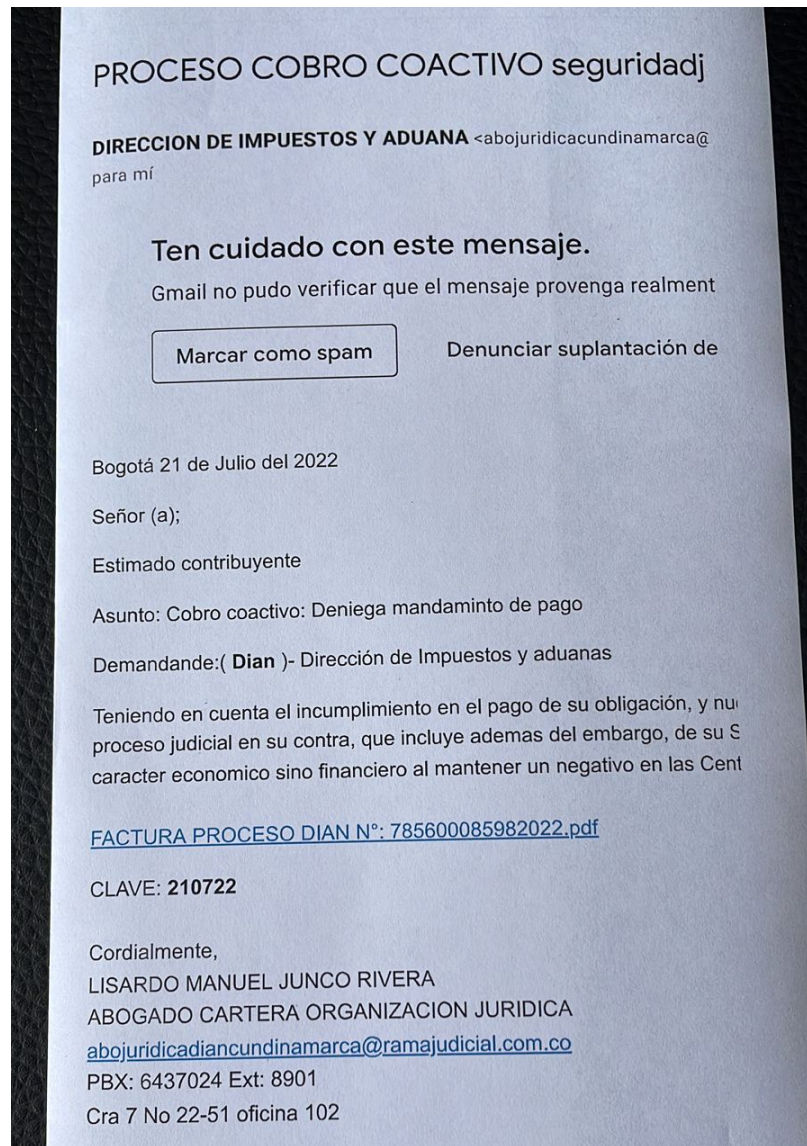 PROCESO COBRO COACTIVO seguridadj
DIRECCION DE IMPUESTOS Y ADUANA <abojuridicacundinamarca@
para mí
Ten cuidado con este mensaje.
Gmail no pudo verificar que el mensaje provenga realment
Marcar como spam Denunciar suplantación de
Bogotá 21 de Julio del 2022
Señor (a);
Estimado contribuyente
Asunto: Cobro coactivo: Deniega mandaminto de pago
Demandande:( Dian )- Dirección de Impuestos y aduanas
Teniendo en cuenta el incumplimiento en el pago de su obligación, y
proceso judicial en su contra, que incluye ademas del embargo, de su S
caracter economico sino financiero al mantener un negativo en las Cent
FACTURA PROCESO DIAN N°: 785600085982022.pdf
CLAVE: 210722
Cordialmente,
LISARDO MANUEL JUNCO RIVERA
ABOGADO CARTERA ORGANIZACION JURIDICA
abojuridicadiancundinamarca@ramajudicial.com.co
PBX: 6437024 Ext: 8901
Cra 7 No 22-51 oficina 102